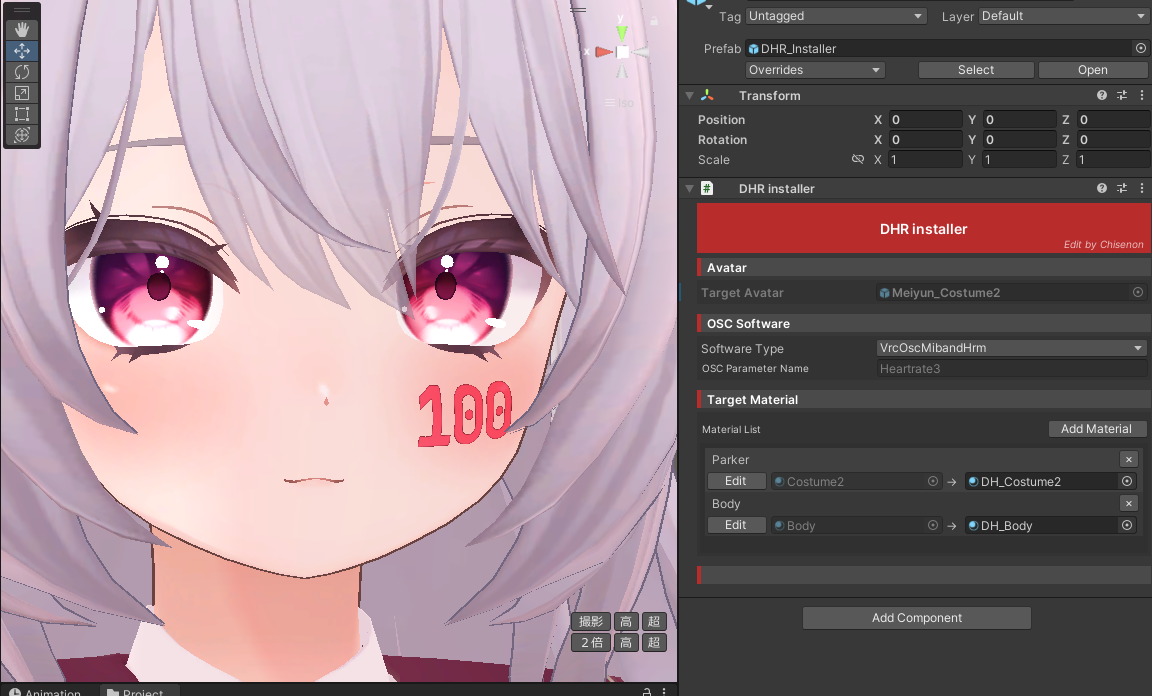 y
x
Iso
100
撮影 高 超
2倍 高 超
Animation Project
Tag Untagged Layer Default
Prefab DHR_Installer
Overrides Select Open
Transform
Position X 0 Y 0 Z 0
Rotation X 0 Y 0 Z 0
Scale X 1 Y 1 Z 1
# DHR installer
DHR installer
Edit by Chisenon
Avatar
Target Avatar Meiyun_Costume2
OSC Software
Software Type VrcOscMibandHrm
OSC Parameter Name Heartrate3
Target Material
Material List Add Material
Parker ×
Edit Costume2 → DH_Costume2
Body ×
Edit Body → DH_Body
Add Component